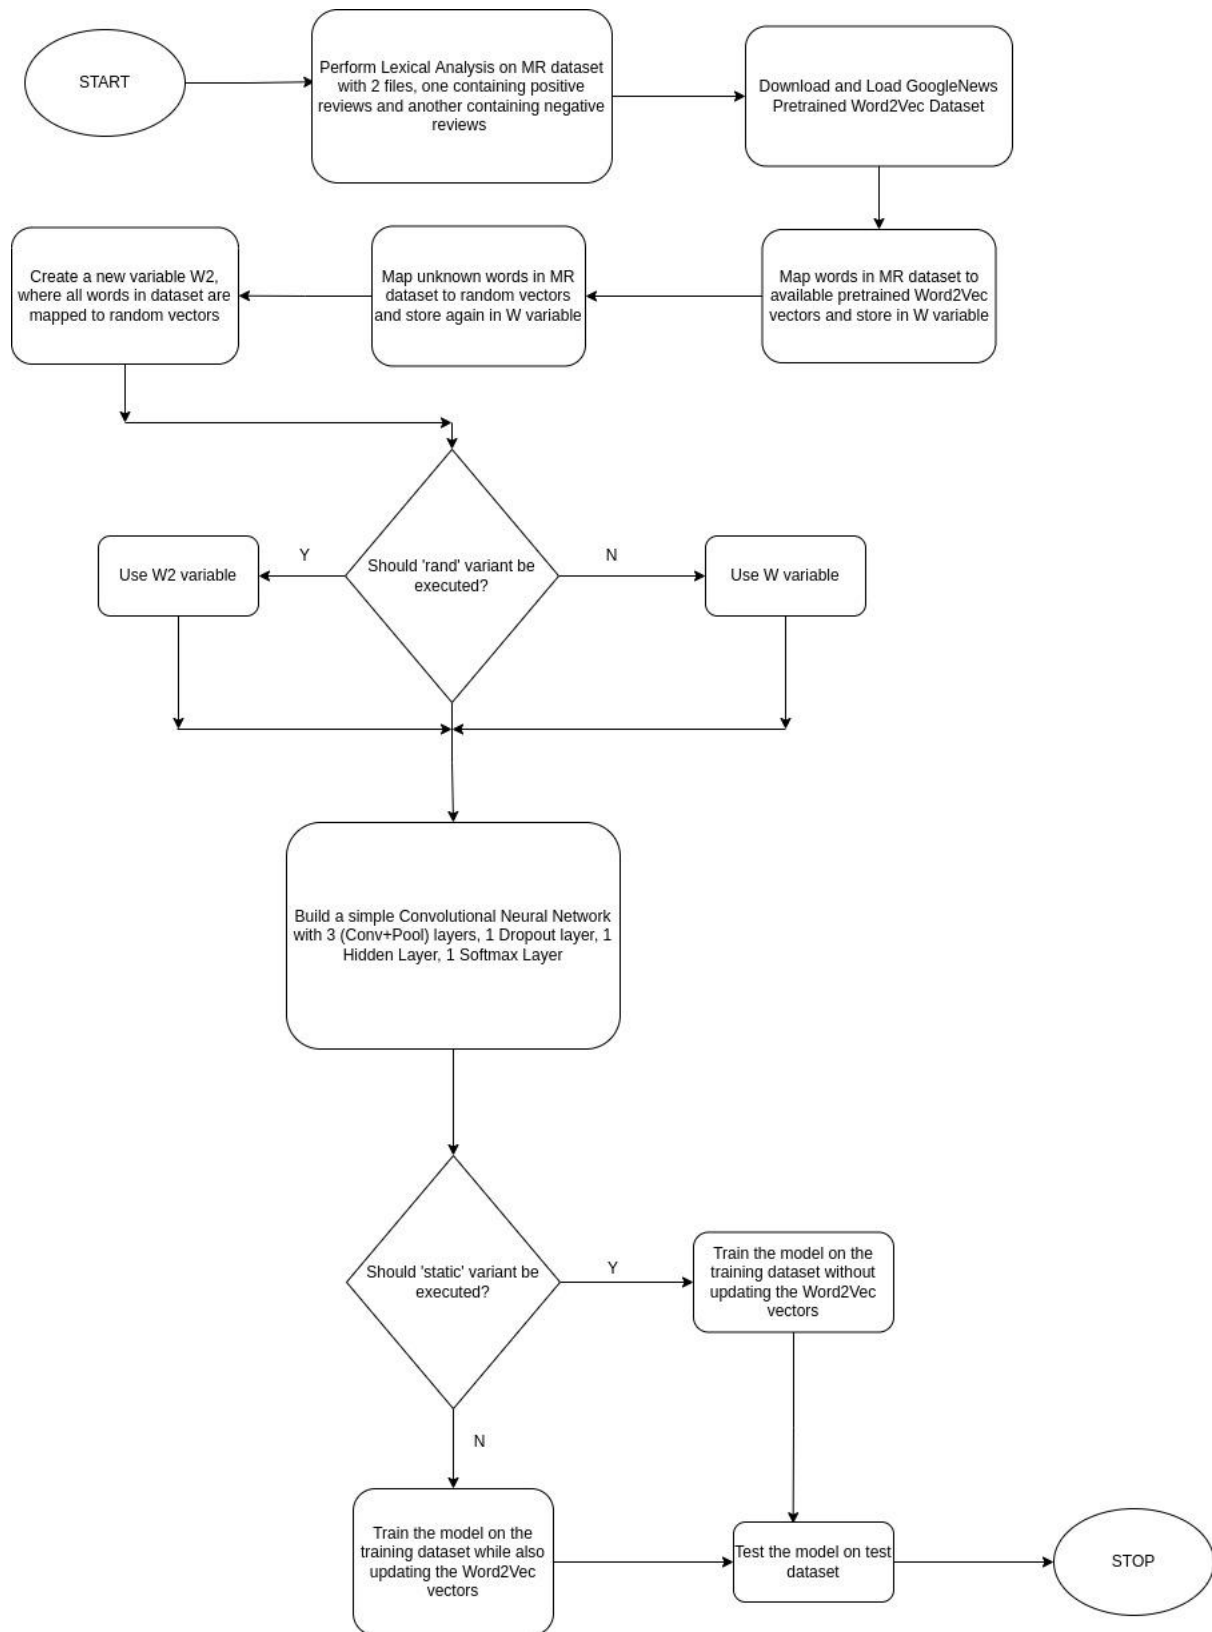 START
Perform Lexical Analysis on MR dataset
with 2 files, one containing positive
reviews and another containing negative
reviews
Download and Load GoogleNews
Pretrained Word2Vec Dataset
Map words in MR dataset to
available pretrained Word2Vec
vectors and store in W variable
Map unknown words in MR
dataset to random vectors
and store again in W variable
Create a new variable W2,
where all words in dataset are
mapped to random vectors
Should 'rand' variant be
executed?
Y
N
Use W2 variable
Use W variable
Build a simple Convolutional Neural Network
with 3 (Conv+Pool) layers, 1 Dropout layer, 1
Hidden Layer, 1 Softmax Layer
Should 'static' variant be
executed?
Y
Train the model on the
training dataset without
updating the Word2Vec
vectors
N
Train the model on the
training dataset while also
updating the Word2Vec
vectors
Test the model on test
dataset
STOP